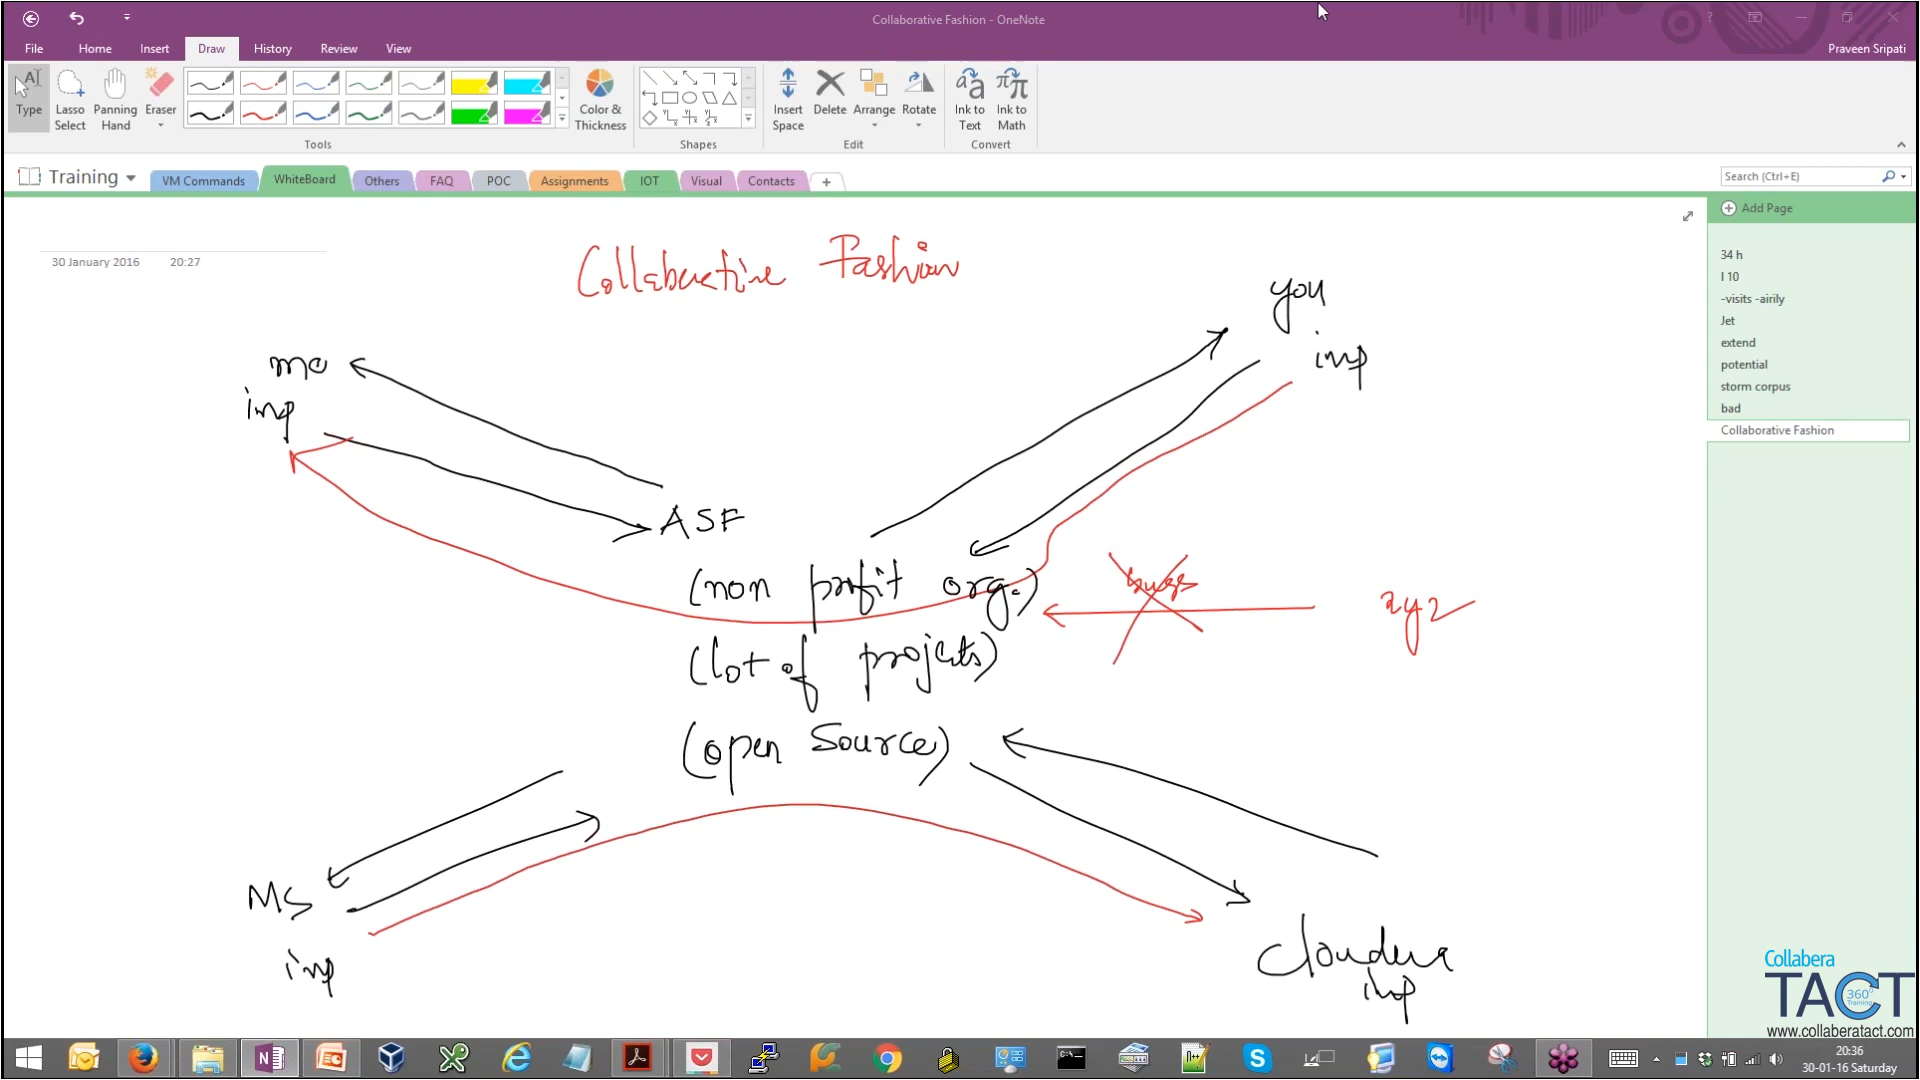 Collaborative Fashion - OneNote
?
File Home Insert Draw History Review View
Praveen Sripati
Type
Lasso Select
Panning Hand
Eraser
Color & Thickness
Insert Space
Delete
Arrange
Rotate
Ink to Text
Ink to Math
Tools Shapes Edit Convert
Training VM Commands WhiteBoard Others FAQ POC Assignments IOT Visual Contacts +
Search (Ctrl+E)
Add Page
34 h
I 10
-visits -airily
Jet
extend
potential
storm corpus
bad
Collaborative Fashion
30 January 2016 20:27
Collaborative Fashion
you
imp
me
imp
ASF
(non profit org.)
bugs
xyz
(lot of projects)
(open Source)
MS
imp
cloudera
imp
Collabera
TACT
360°
Training
www.collaberatact.com
20:36
30-01-16 Saturday